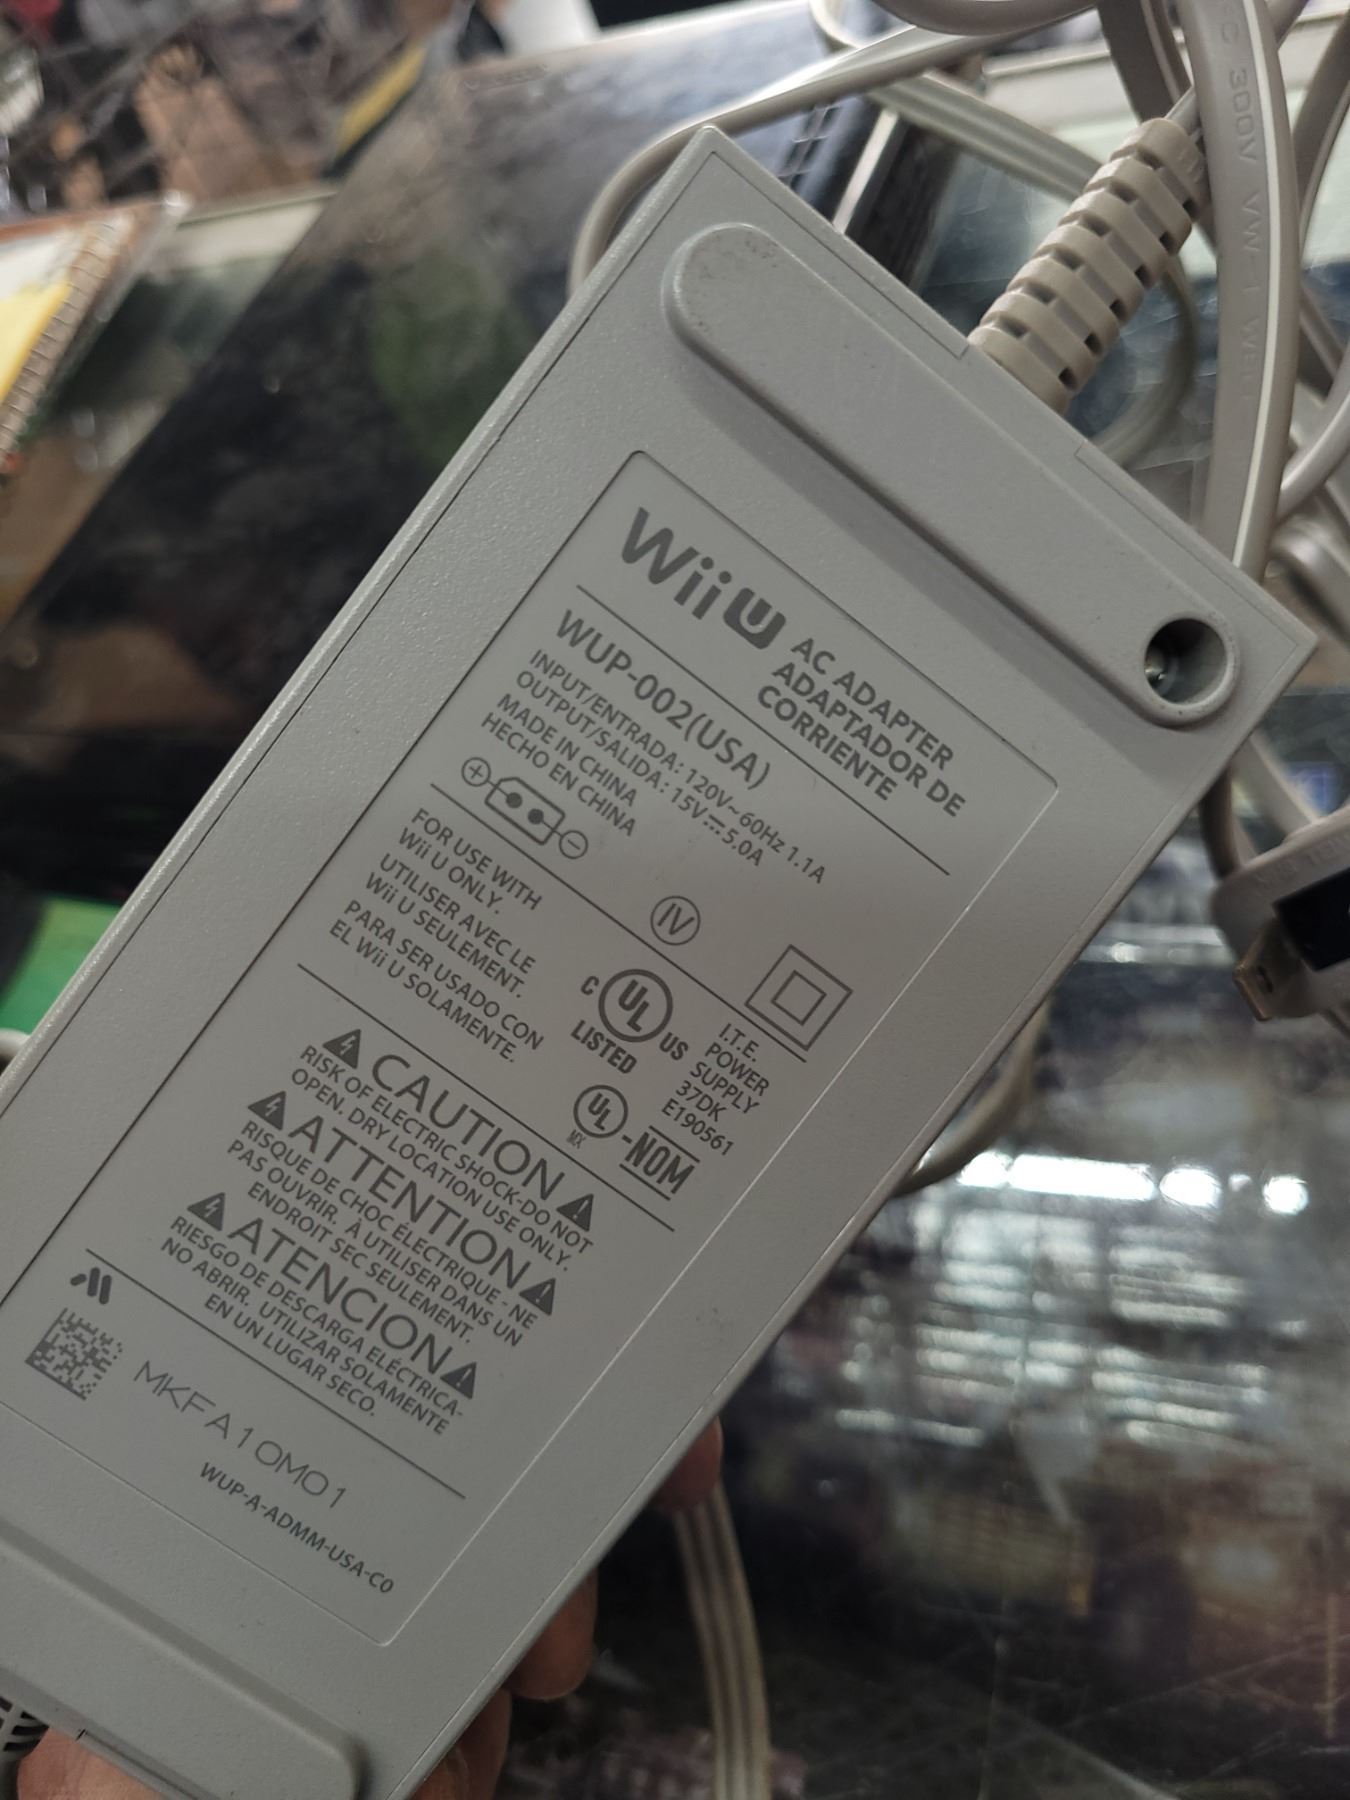 Wii U AC ADAPTER
ADAPTADOR DE
CORRIENTE
WUP-002(USA)
INPUT/ENTRADA: 120V~60Hz 1.1A
OUTPUT/SALIDA: 15V⎓5.0A
MADE IN CHINA
HECHO EN CHINA
+ −
FOR USE WITH
Wii U ONLY.
UTILISER AVEC LE
Wii U SEULEMENT.
PARA SER USADO CON
EL Wii U SOLAMENTE.
IV
C UL US
LISTED
I.T.E.
POWER
SUPPLY
37DK
E190561
UL MX -NOM
CAUTION
RISK OF ELECTRIC SHOCK-DO NOT
OPEN. DRY LOCATION USE ONLY.
ATTENTION
RISQUE DE CHOC ÉLECTRIQUE - NE
PAS OUVRIR. À UTILISER DANS UN
ENDROIT SEC SEULEMENT.
ATENCION
RIESGO DE DESCARGA ELÉCTRICA-
NO ABRIR. UTILIZAR SOLAMENTE
EN UN LUGAR SECO.
MKFA10M01
WUP-A-ADMM-USA-C0
300V VW-1